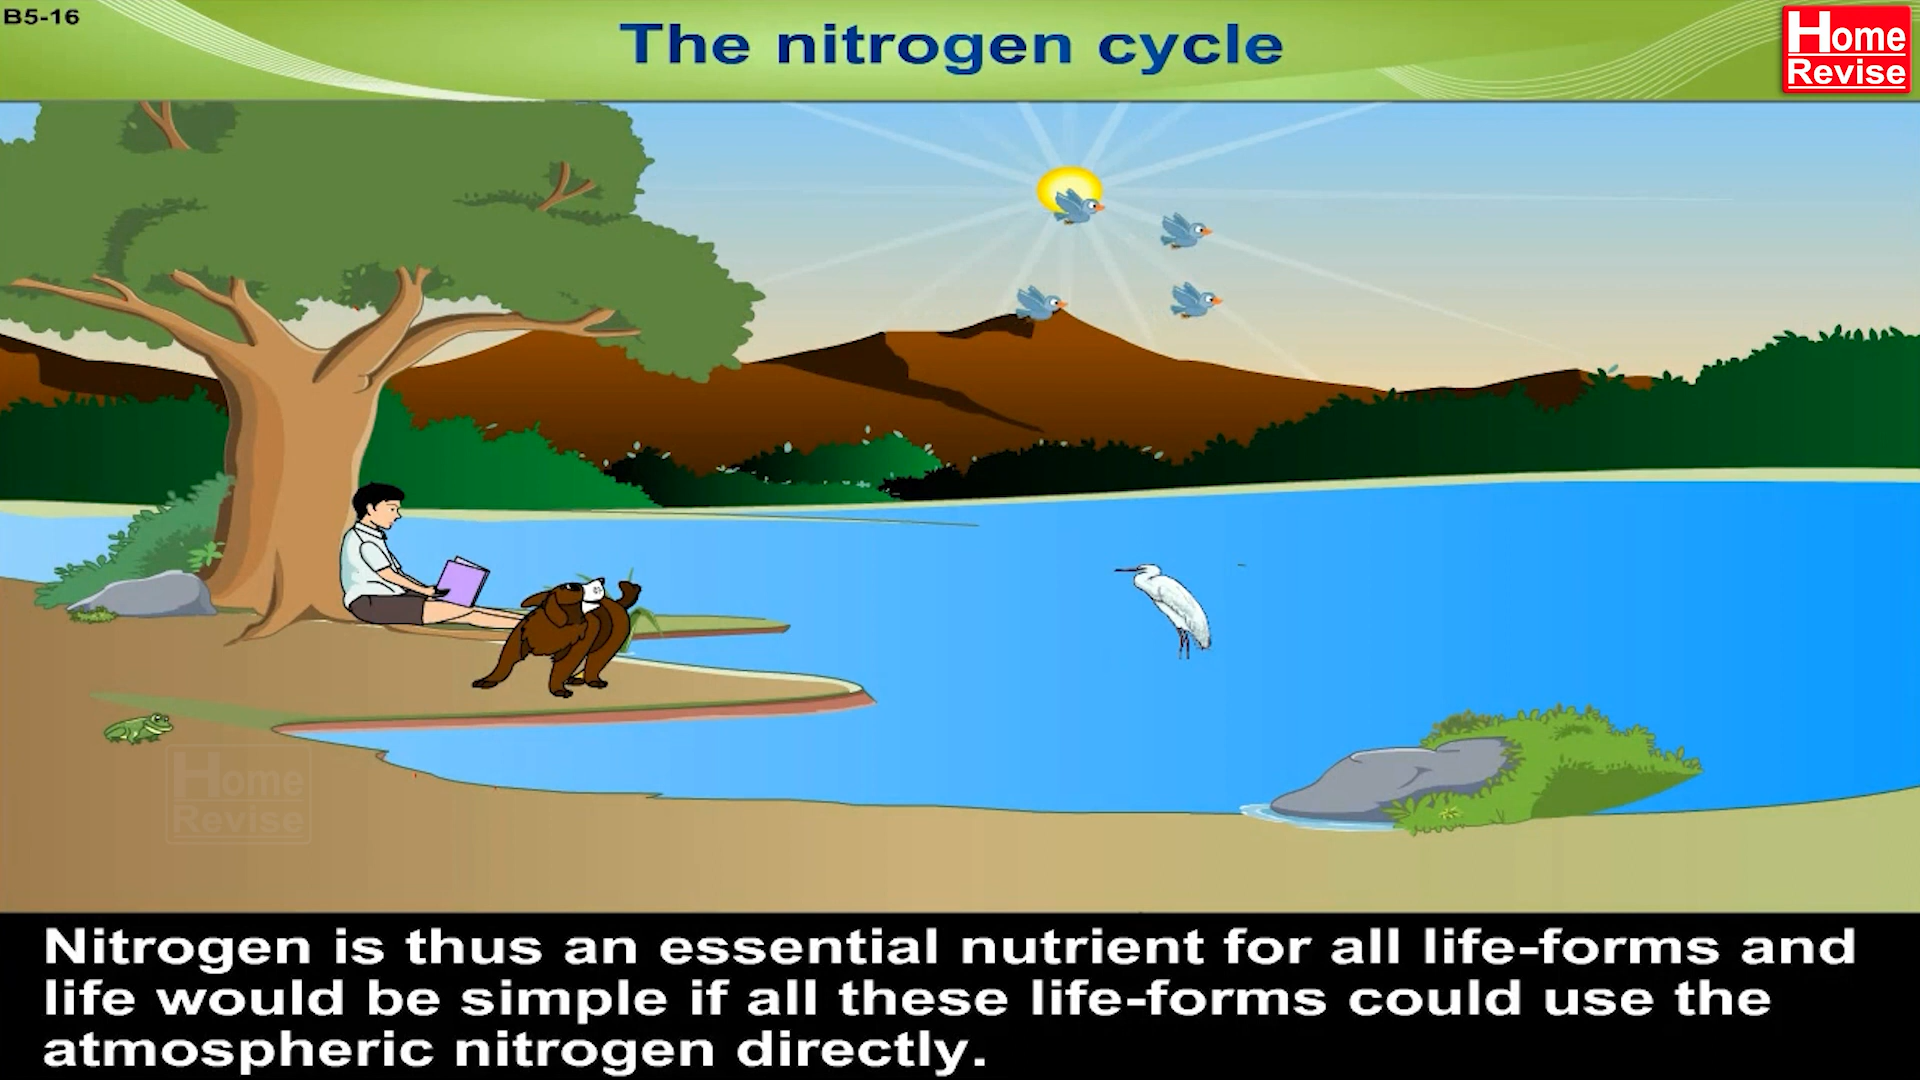 B5-16
The nitrogen cycle
Home
Revise
Home
Revise
Nitrogen is thus an essential nutrient for all life-forms and
life would be simple if all these life-forms could use the
atmospheric nitrogen directly.